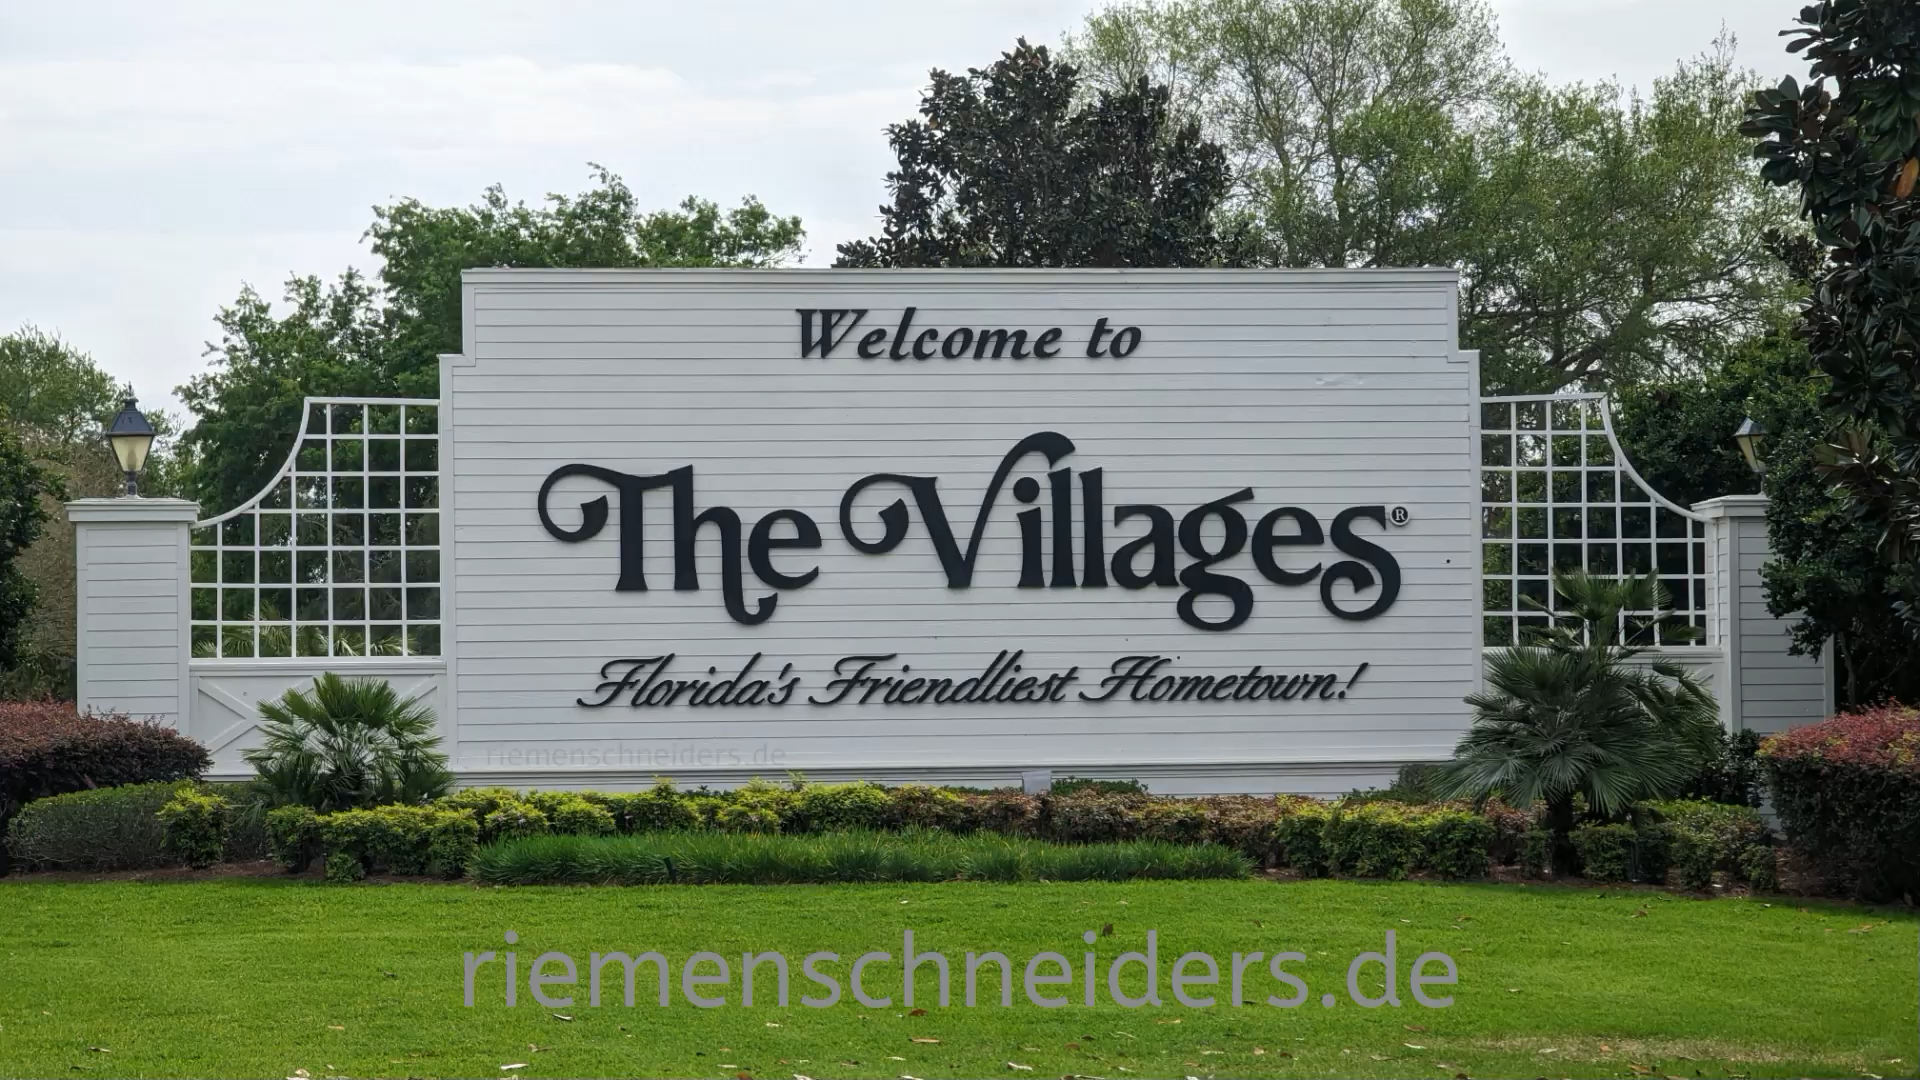 Welcome to
The Villages®
Florida's Friendliest Hometown!
riemenschneiders.de
riemenschneiders.de